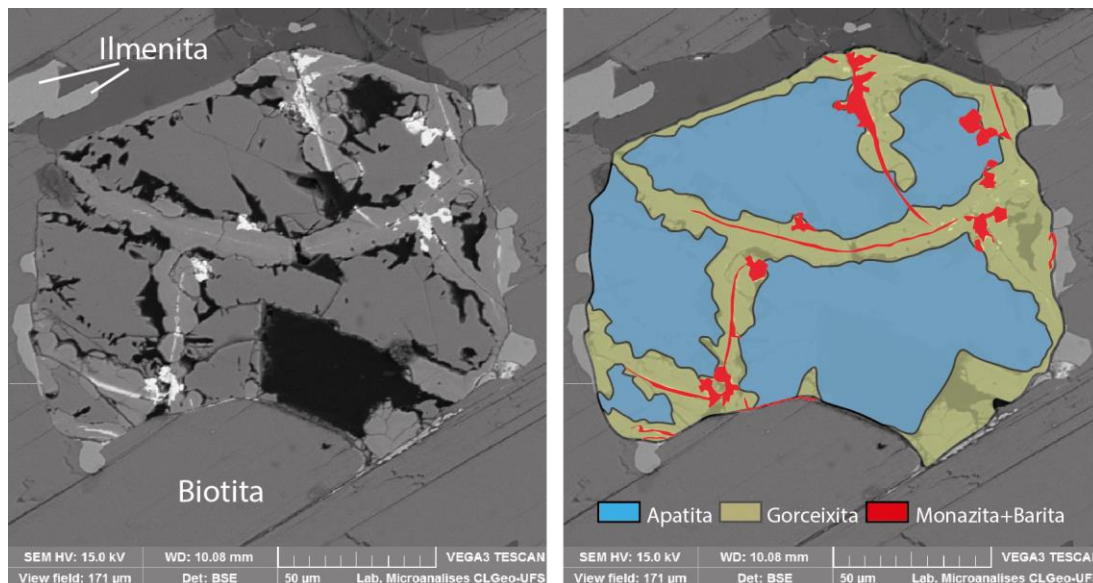 Ilmenita
Biotita
SEM HV: 15.0 kV WD: 10.08 mm VEGA3 TESCAN
View field: 171 µm Det: BSE 50 µm Lab. Microanalises CLGeo-UFS
Apatita Gorceixita Monazita+Barita
SEM HV: 15.0 kV WD: 10.08 mm VEGA3 TESCAN
View field: 171 µm Det: BSE 50 µm Lab. Microanalises CLGeo-UFS